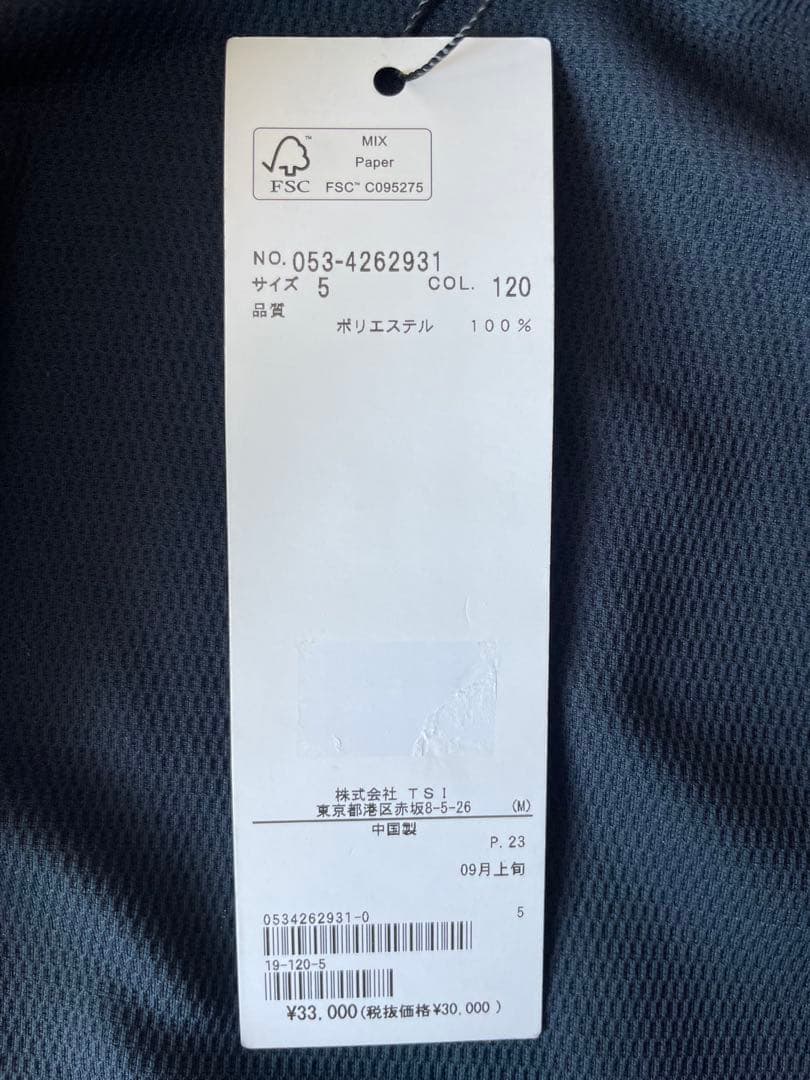 MIX
Paper
FSC™ FSC™ C095275
NO. 053-4262931
サイズ 5 COL. 120
品質
ポリエステル 100%
株式会社 TSI
東京都港区赤坂8-5-26 (M)
中国製
P.23
09月上旬
5
0534262931-0
19-120-5
¥33,000(税抜価格¥30,000)